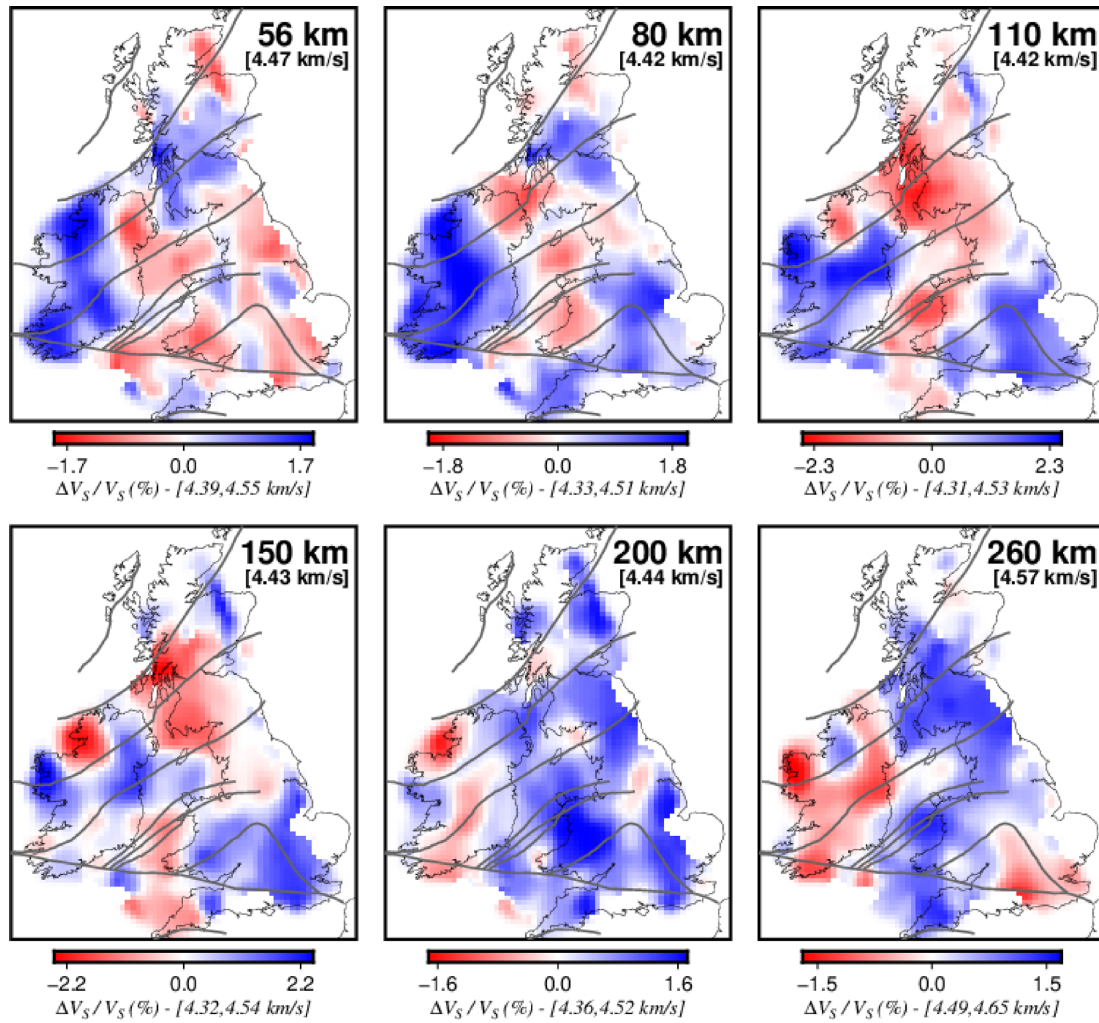 56 km
[4.47 km/s]
80 km
[4.42 km/s]
110 km
[4.42 km/s]
−1.7 0.0 1.7
ΔV_S / V_S (%) - [4.39,4.55 km/s]
−1.8 0.0 1.8
ΔV_S / V_S (%) - [4.33,4.51 km/s]
−2.3 0.0 2.3
ΔV_S / V_S (%) - [4.31,4.53 km/s]
150 km
[4.43 km/s]
200 km
[4.44 km/s]
260 km
[4.57 km/s]
−2.2 0.0 2.2
ΔV_S / V_S (%) - [4.32,4.54 km/s]
−1.6 0.0 1.6
ΔV_S / V_S (%) - [4.36,4.52 km/s]
−1.5 0.0 1.5
ΔV_S / V_S (%) - [4.49,4.65 km/s]